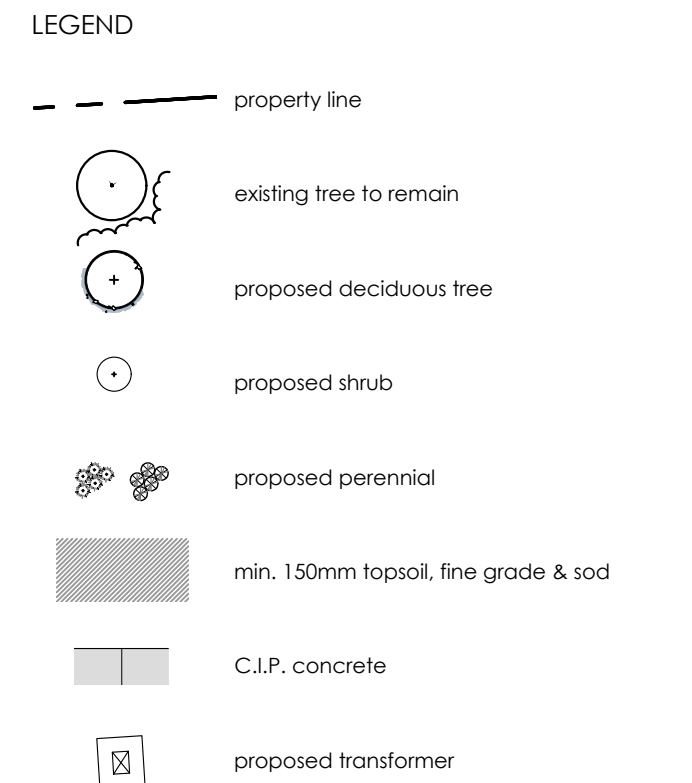 LEGEND
property line
existing tree to remain
proposed deciduous tree
proposed shrub
proposed perennial
min. 150mm topsoil, fine grade & sod
C.I.P. concrete
proposed transformer